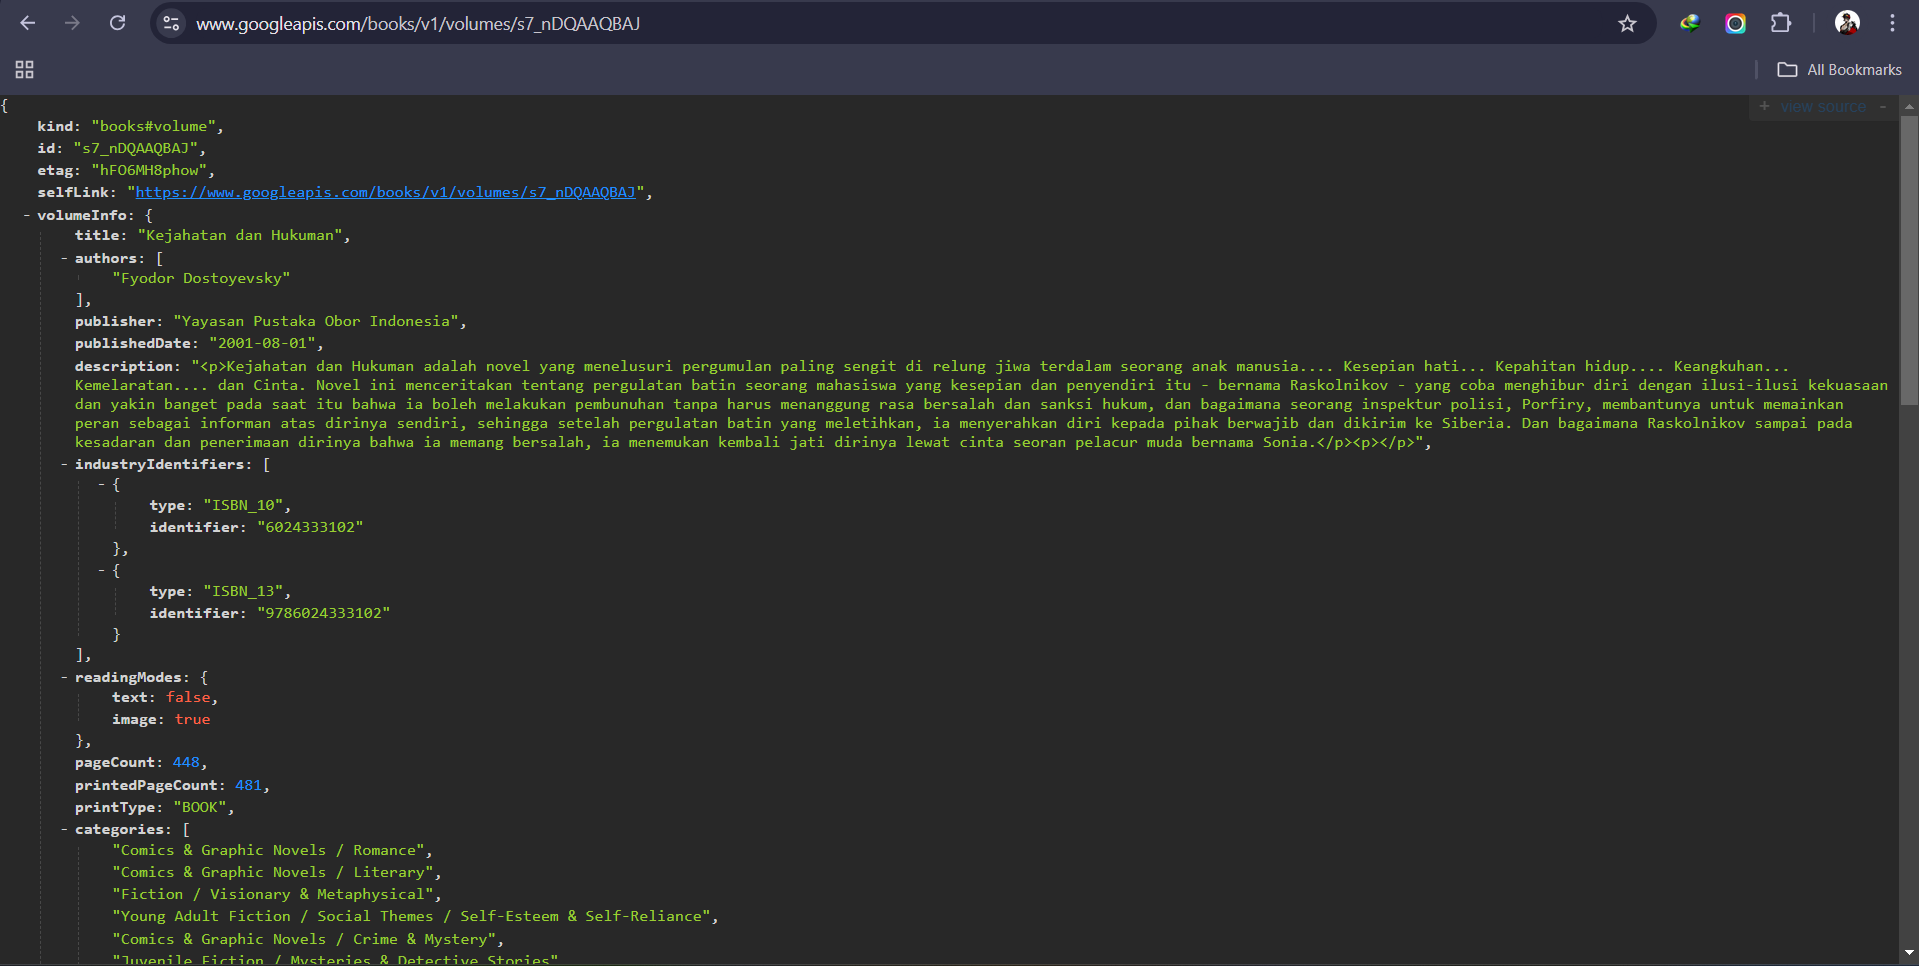 www.googleapis.com/books/v1/volumes/s7_nDQAAQBAJ
All Bookmarks
+ view source -
{
kind: "books#volume",
id: "s7_nDQAAQBAJ",
etag: "hFO6MH8phow",
selfLink: "https://www.googleapis.com/books/v1/volumes/s7_nDQAAQBAJ",
- volumeInfo: {
title: "Kejahatan dan Hukuman",
- authors: [
"Fyodor Dostoyevsky"
],
publisher: "Yayasan Pustaka Obor Indonesia",
publishedDate: "2001-08-01",
description: "<p>Kejahatan dan Hukuman adalah novel yang menelusuri pergumulan paling sengit di relung jiwa terdalam seorang anak manusia.... Kesepian hati... Kepahitan hidup.... Keangkuhan...
Kemelaratan.... dan Cinta. Novel ini menceritakan tentang pergulatan batin seorang mahasiswa yang kesepian dan penyendiri itu - bernama Raskolnikov - yang coba menghibur diri dengan ilusi-ilusi kekuasaan
dan yakin banget pada saat itu bahwa ia boleh melakukan pembunuhan tanpa harus menanggung rasa bersalah dan sanksi hukum, dan bagaimana seorang inspektur polisi, Porfiry, membantunya untuk memainkan
peran sebagai informan atas dirinya sendiri, sehingga setelah pergulatan batin yang meletihkan, ia menyerahkan diri kepada pihak berwajib dan dikirim ke Siberia. Dan bagaimana Raskolnikov sampai pada
kesadaran dan penerimaan dirinya bahwa ia memang bersalah, ia menemukan kembali jati dirinya lewat cinta seoran pelacur muda bernama Sonia.</p><p></p>",
- industryIdentifiers: [
- {
type: "ISBN_10",
identifier: "6024333102"
},
- {
type: "ISBN_13",
identifier: "9786024333102"
}
],
- readingModes: {
text: false,
image: true
},
pageCount: 448,
printedPageCount: 481,
printType: "BOOK",
- categories: [
"Comics & Graphic Novels / Romance",
"Comics & Graphic Novels / Literary",
"Fiction / Visionary & Metaphysical",
"Young Adult Fiction / Social Themes / Self-Esteem & Self-Reliance",
"Comics & Graphic Novels / Crime & Mystery",
"Juvenile Fiction / Mysteries & Detective Stories"